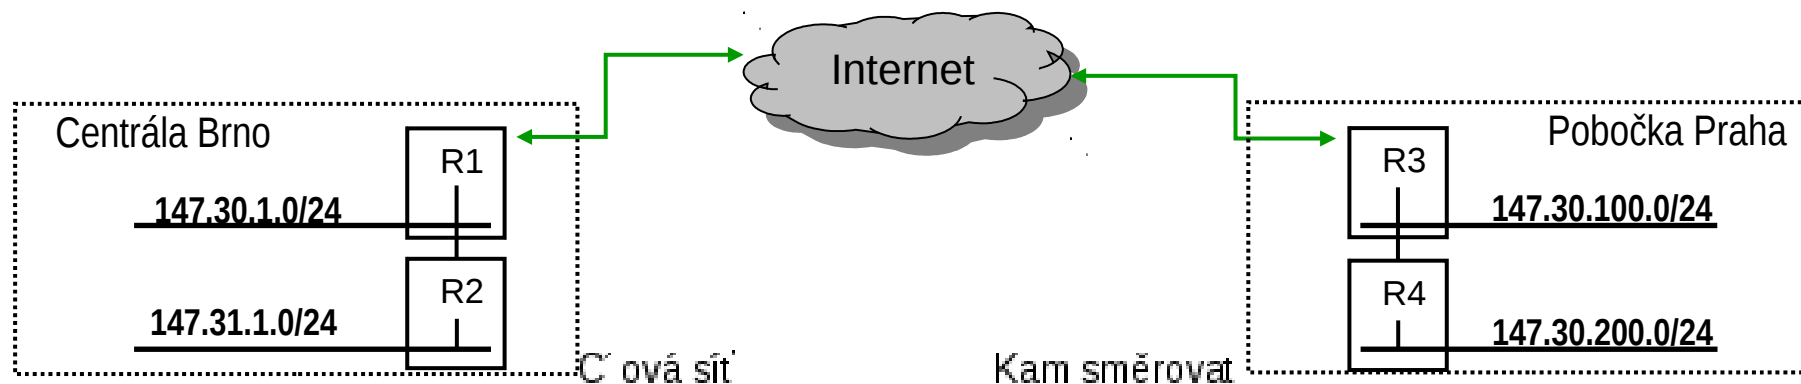 Internet
Centrála Brno
R1
147.30.1.0/24
R2
147.31.1.0/24
Pobočka Praha
R3
147.30.100.0/24
R4
147.30.200.0/24
síť
Kam směrovat